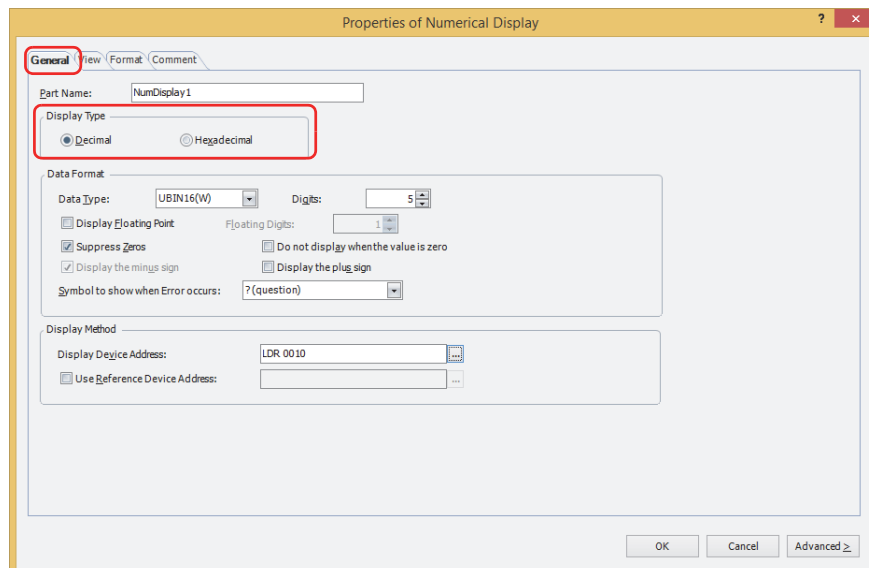 Properties of Numerical Display ? ×
General View Format Comment
Part Name: NumDisplay1
Display Type
Decimal Hexadecimal
Data Format
Data Type: UBIN16(W) Digits: 5
Display Floating Point Floating Digits: 1
Suppress Zeros Do not display when the value is zero
Display the minus sign Display the plus sign
Symbol to show when Error occurs: ? (question)
Display Method
Display Device Address: LDR 0010 ...
Use Reference Device Address: ...
OK Cancel Advanced >